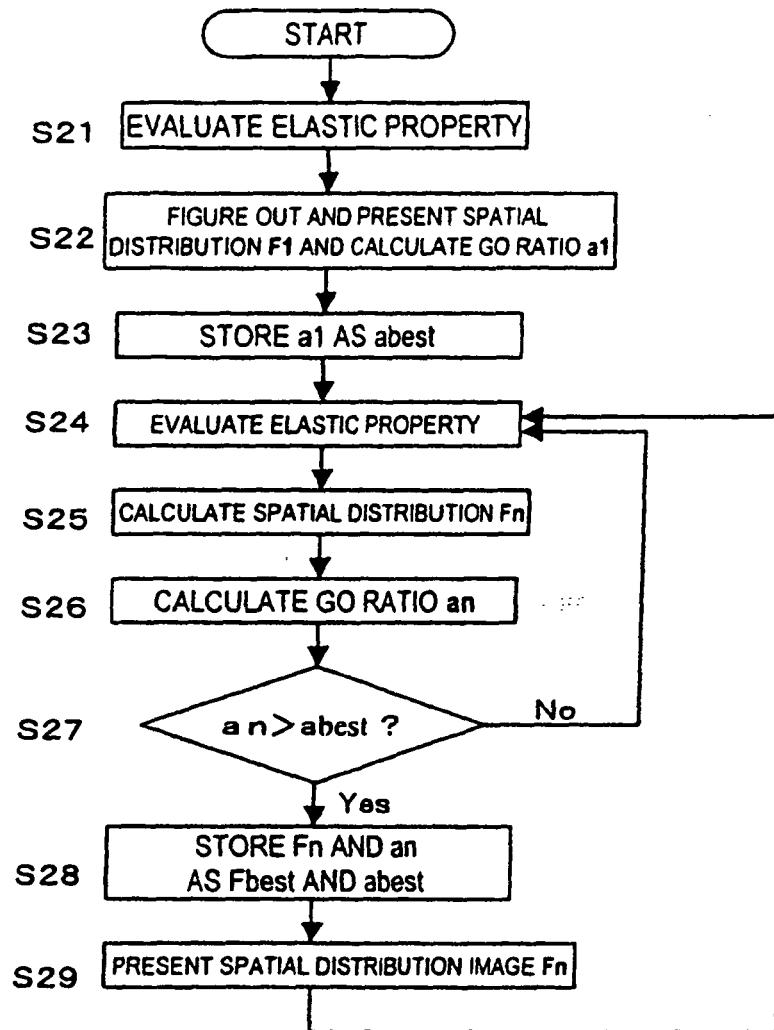 START
S21
EVALUATE ELASTIC PROPERTY
S22
FIGURE OUT AND PRESENT SPATIAL
DISTRIBUTION F1 AND CALCULATE GO RATIO a1
S23
STORE a1 AS abest
S24
EVALUATE ELASTIC PROPERTY
S25
CALCULATE SPATIAL DISTRIBUTION Fn
S26
CALCULATE GO RATIO an
S27
an>abest ?
No
Yes
S28
STORE Fn AND an
AS Fbest AND abest
S29
PRESENT SPATIAL DISTRIBUTION IMAGE Fn